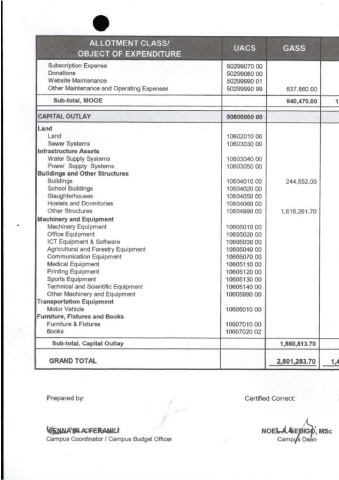 ALLOTMENT CLASS/ OBJECT OF EXPENDITURE UACS GASS
Subscription Expense 50299070 00
Donations 50299080 00
Website Maintenance 50299990 01
Other Maintenance and Operating Expenses 50299990 99 637,860.00
Sub-total, MOOE 940,470.00 1,
CAPITAL OUTLAY 50600000 00
Land
Land 10602010 00
Sewer Systems 10603030 00
Infrastructure Assets
Water Supply Systems 10603040 00
Power Supply Systems 10603050 00
Buildings and Other Structures
Buildings 10604010 00 244,552.00
School Buildings 10604020 00
Slaughterhouses 10604050 00
Hostels and Dormitories 10604060 00
Other Structures 10604990 00 1,616,261.70
Machinery and Equipment
Machinery Equipment 10605010 00
Office Equipment 10605020 00
ICT Equipment & Software 10605030 00
Agricultural and Forestry Equipment 10605040 00
Communication Equipment 10605070 00
Medical Equipment 10605110 00
Printing Equipment 10605120 00
Sports Equipment 10605130 00
Technical and Scientific Equipment 10605140 00
Other Machinery and Equipment 10605990 00
Transportation Equipment
Motor Vehicle 10606010 00
Furniture, Fixtures and Books
Furniture & Fixtures 10607010 00
Books 10607020 02
Sub-total, Capital Outlay 1,860,813.70
GRAND TOTAL 2,801,283.70 1,4
Prepared by: Certified Correct:
NOEL A. MSc
Campus Coordinator / Campus Budget Officer Campus Dean